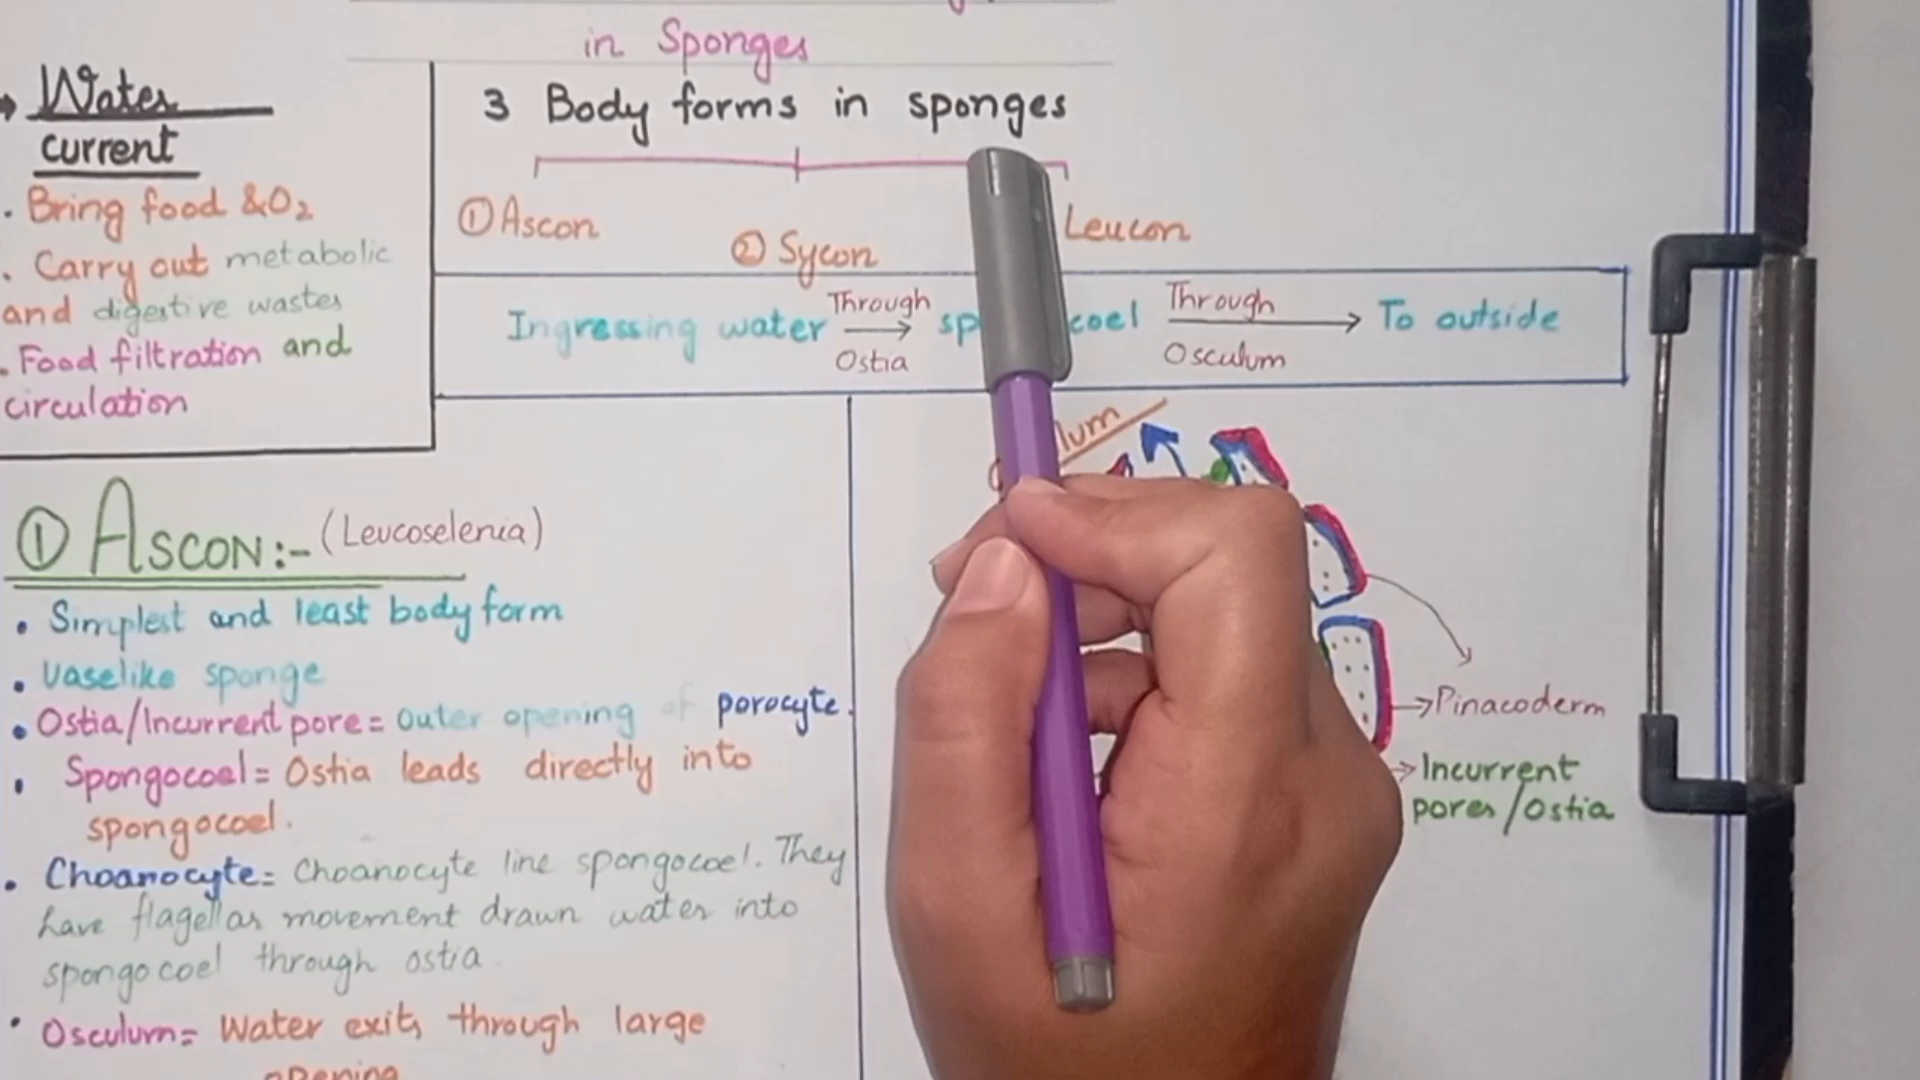 in Sponges
3 Body forms in sponges
① Ascon
② Sycon
Leucon
Water
current
. Bring food & O₂
. Carry out metabolic
and digestive wastes
. Food filtration and
circulation
Ingressing water Through Ostia → sp coel Through Osculum → To outside
① ASCON:- (Leucoselenia)
• Simplest and least body form
• Vaselike sponge
• Ostia/Incurrent pore = Outer opening of porocyte.
• Spongocoel = Ostia leads directly into
spongocoel.
• Choanocyte = Choanocyte line spongocoel. They
have flagellar movement drawn water into
spongocoel through ostia.
• Osculum = Water exits through large
opening
lum
→ Pinacoderm
→ Incurrent
pores/Ostia